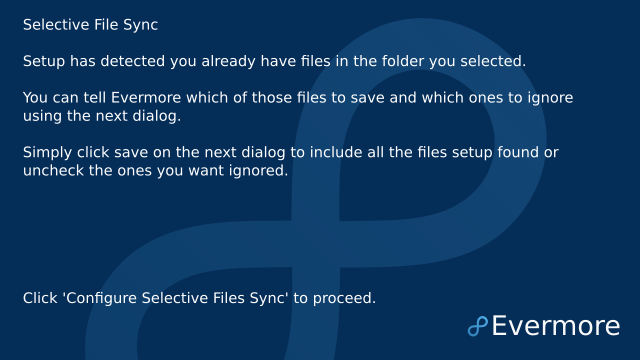 Selective File Sync
Setup has detected you already have files in the folder you selected.
You can tell Evermore which of those files to save and which ones to ignore
using the next dialog.
Simply click save on the next dialog to include all the files setup found or
uncheck the ones you want ignored.
Click 'Configure Selective Files Sync' to proceed.
Evermore